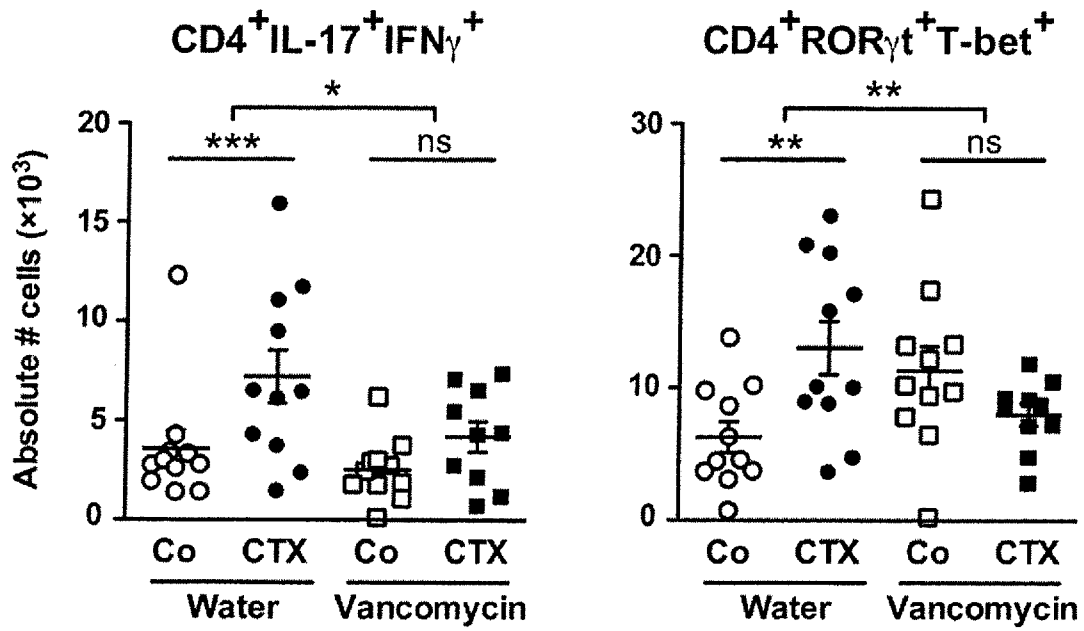 CD4+IL-17+IFNγ+
CD4+RORγt+T-bet+
*
**
***
ns
**
ns
Absolute # cells (×10³)
20
15
10
5
0
30
20
10
0
Co CTX Co CTX
Water Vancomycin
Co CTX Co CTX
Water Vancomycin